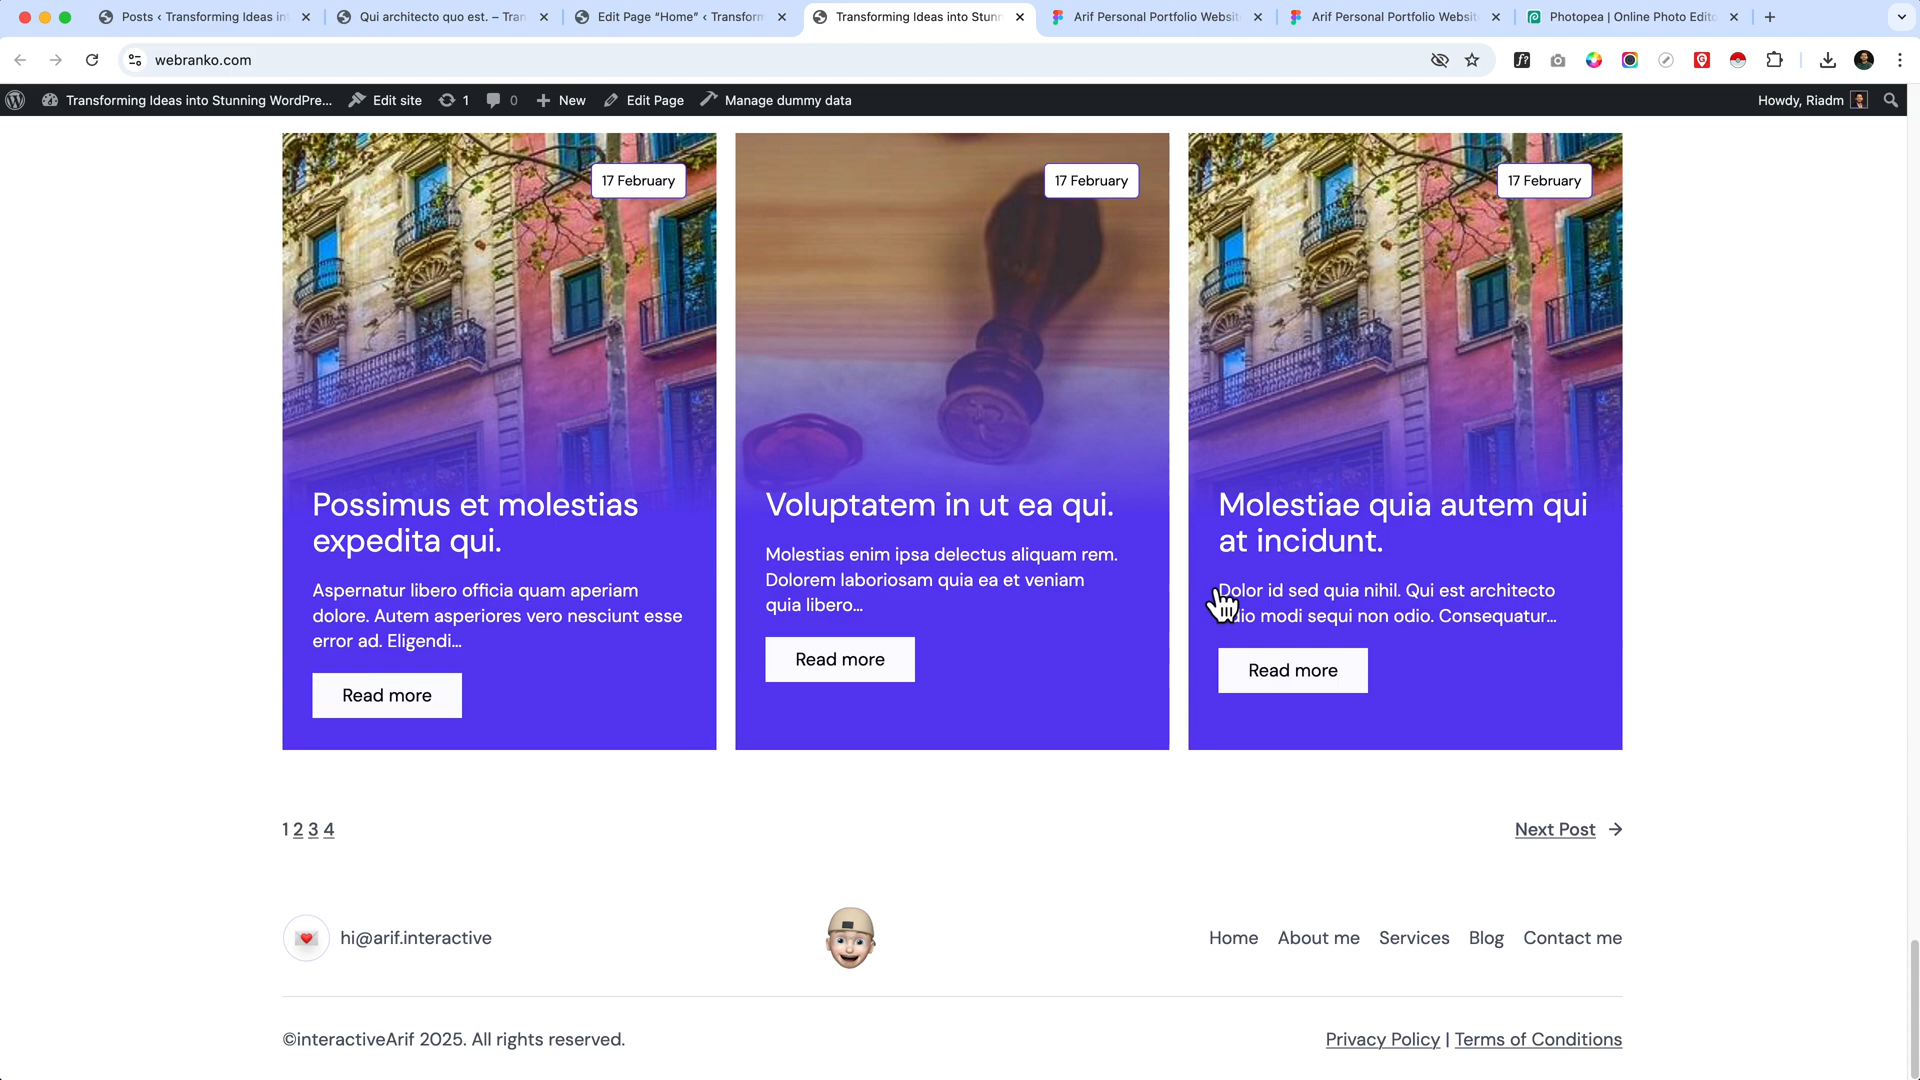 Posts ‹ Transforming Ideas int
Qui architecto quo est. – Tran
Edit Page “Home” ‹ Transform
Transforming Ideas into Stunn
Arif Personal Portfolio Websit
Arif Personal Portfolio Websit
Photopea | Online Photo Edito
webranko.com
Transforming Ideas into Stunning WordPre... Edit site 1 0 New Edit Page Manage dummy data Howdy, Riadm
17 February
17 February
17 February
Possimus et molestias
expedita qui.
Aspernatur libero officia quam aperiam
dolore. Autem asperiores vero nesciunt esse
error ad. Eligendi...
Read more
Voluptatem in ut ea qui.
Molestias enim ipsa delectus aliquam rem.
Dolorem laboriosam quia ea et veniam
quia libero...
Read more
Molestiae quia autem qui
at incidunt.
Dolor id sed quia nihil. Qui est architecto
modi sequi non odio. Consequatur...
Read more
1 2 3 4
Next Post →
hi@arif.interactive
Home About me Services Blog Contact me
©interactiveArif 2025. All rights reserved.
Privacy Policy | Terms of Conditions